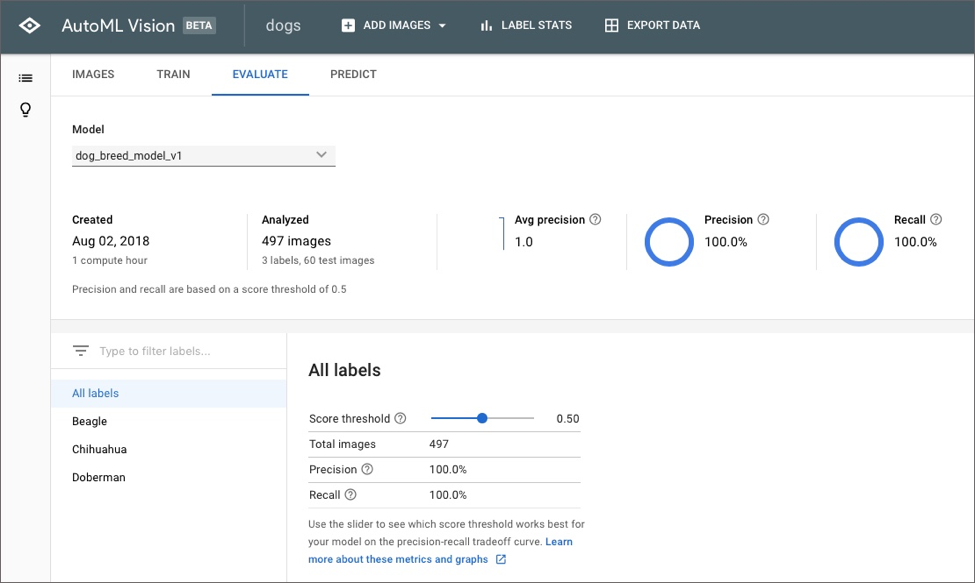 AutoML Vision BETA dogs ADD IMAGES LABEL STATS EXPORT DATA
IMAGES TRAIN EVALUATE PREDICT
Model
dog_breed_model_v1
Created Analyzed Avg precision Precision Recall
Aug 02, 2018 497 images 1.0 100.0% 100.0%
1 compute hour 3 labels, 60 test images
Precision and recall are based on a score threshold of 0.5
Type to filter labels...
All labels
Beagle
Chihuahua
Doberman
All labels
Score threshold 0.50
Total images 497
Precision 100.0%
Recall 100.0%
Use the slider to see which score threshold works best for
your model on the precision-recall tradeoff curve. Learn
more about these metrics and graphs